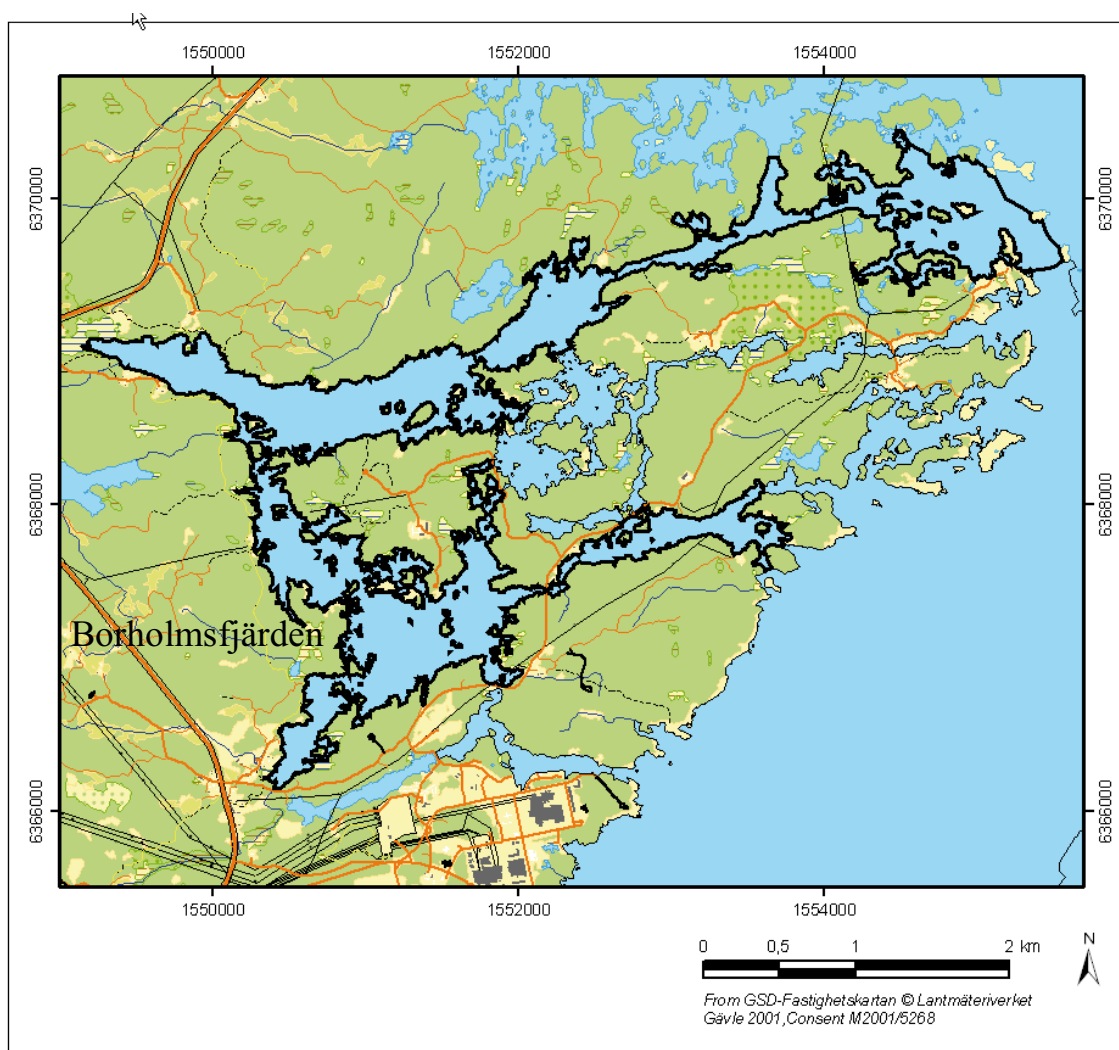 1550000 1552000 1554000
6370000 6370000
6368000 6368000
Borholmsfjärden
6366000 6366000
1550000 1552000 1554000
0 0,5 1 2 km
N
From GSD-Fastighetskartan © Lantmäteriverket
Gävle 2001,Consent M2001/5268